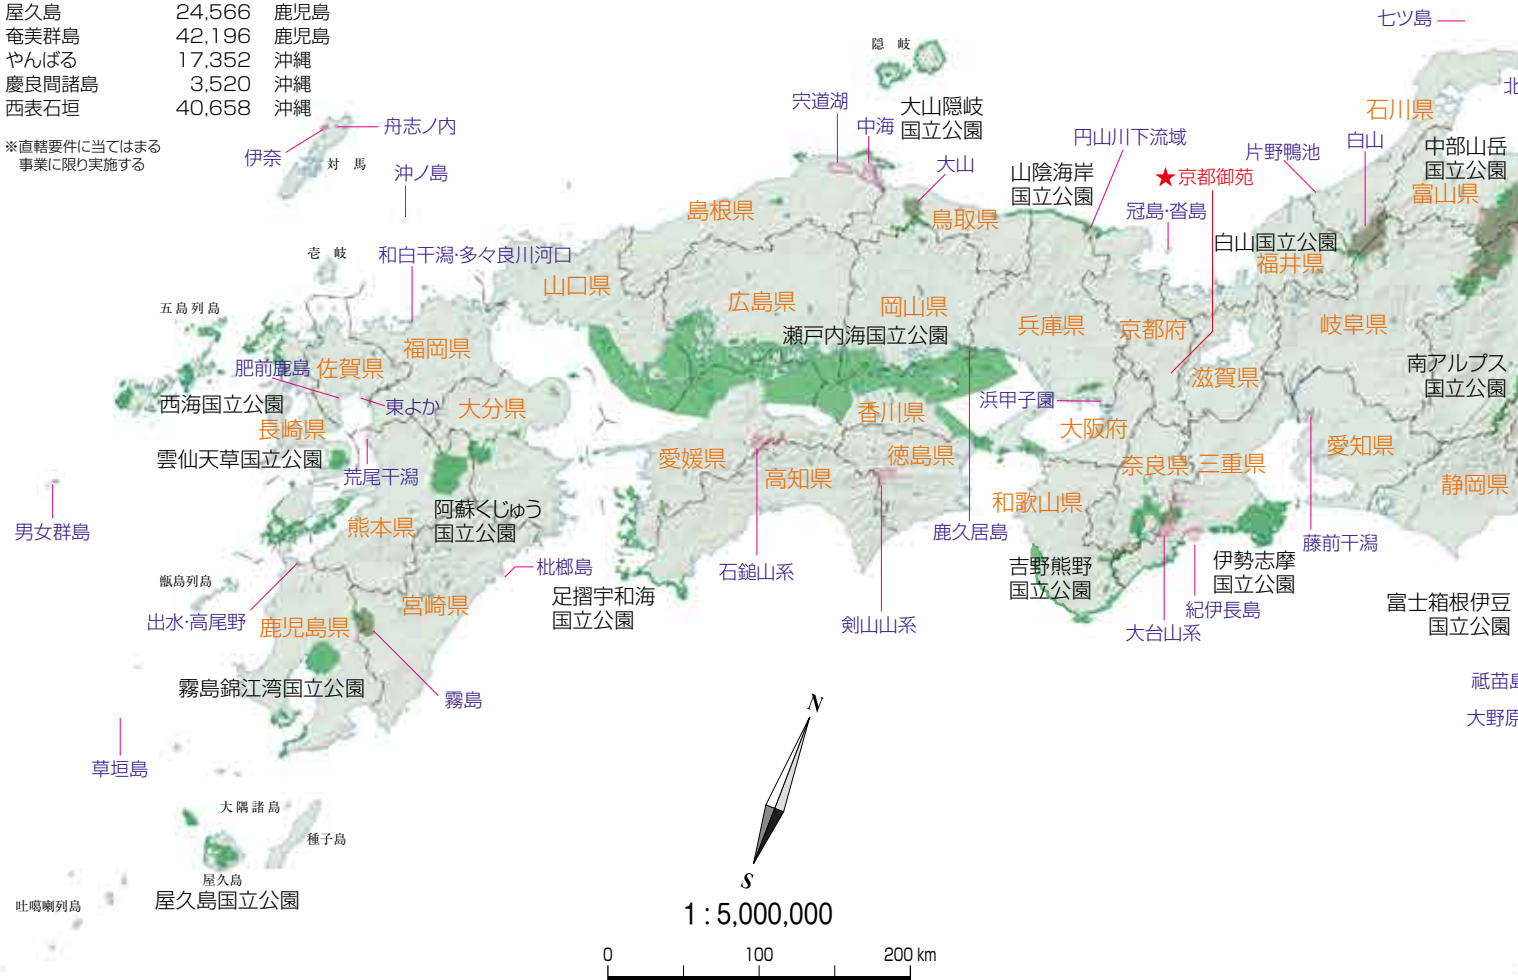 屋久島 24,566 鹿児島
奄美群島 42,196 鹿児島
やんばる 17,352 沖縄
慶良間諸島 3,520 沖縄
西表石垣 40,658 沖縄
※直轄要件に当てはまる
事業に限り実施する
七ツ島
隠 岐
北
宍道湖
大山隠岐
国立公園
石川県
舟志ノ内
中海
円山川下流域
白山
中部山岳
国立公園
伊奈
対 馬
大山
片野鴨池
沖ノ島
山陰海岸
国立公園
★京都御苑
富山県
島根県
鳥取県
冠島・沓島
白山国立公園
壱 岐
和白干潟・多々良川河口
福井県
山口県
広島県
岡山県
五島列島
兵庫県
京都府
岐阜県
瀬戸内海国立公園
福岡県
肥前鹿島
佐賀県
滋賀県
南アルプス
国立公園
西海国立公園
東よか
大分県
香川県
浜甲子園
長崎県
大阪府
愛知県
雲仙天草国立公園
愛媛県
徳島県
奈良県
三重県
荒尾干潟
高知県
静岡県
阿蘇くじゅう
国立公園
和歌山県
男女群島
熊本県
鹿久居島
藤前干潟
枇榔島
石鎚山系
吉野熊野
国立公園
伊勢志摩
国立公園
甑島列島
足摺宇和海
国立公園
宮崎県
富士箱根伊豆
国立公園
出水・高尾野
鹿児島県
剣山山系
紀伊長島
大台山系
霧島錦江湾国立公園
霧島
祗苗島
大野原
N
草垣島
大隅諸島
種子島
屋久島
屋久島国立公園
吐噶喇列島
S
1 : 5,000,000
0 100 200 km